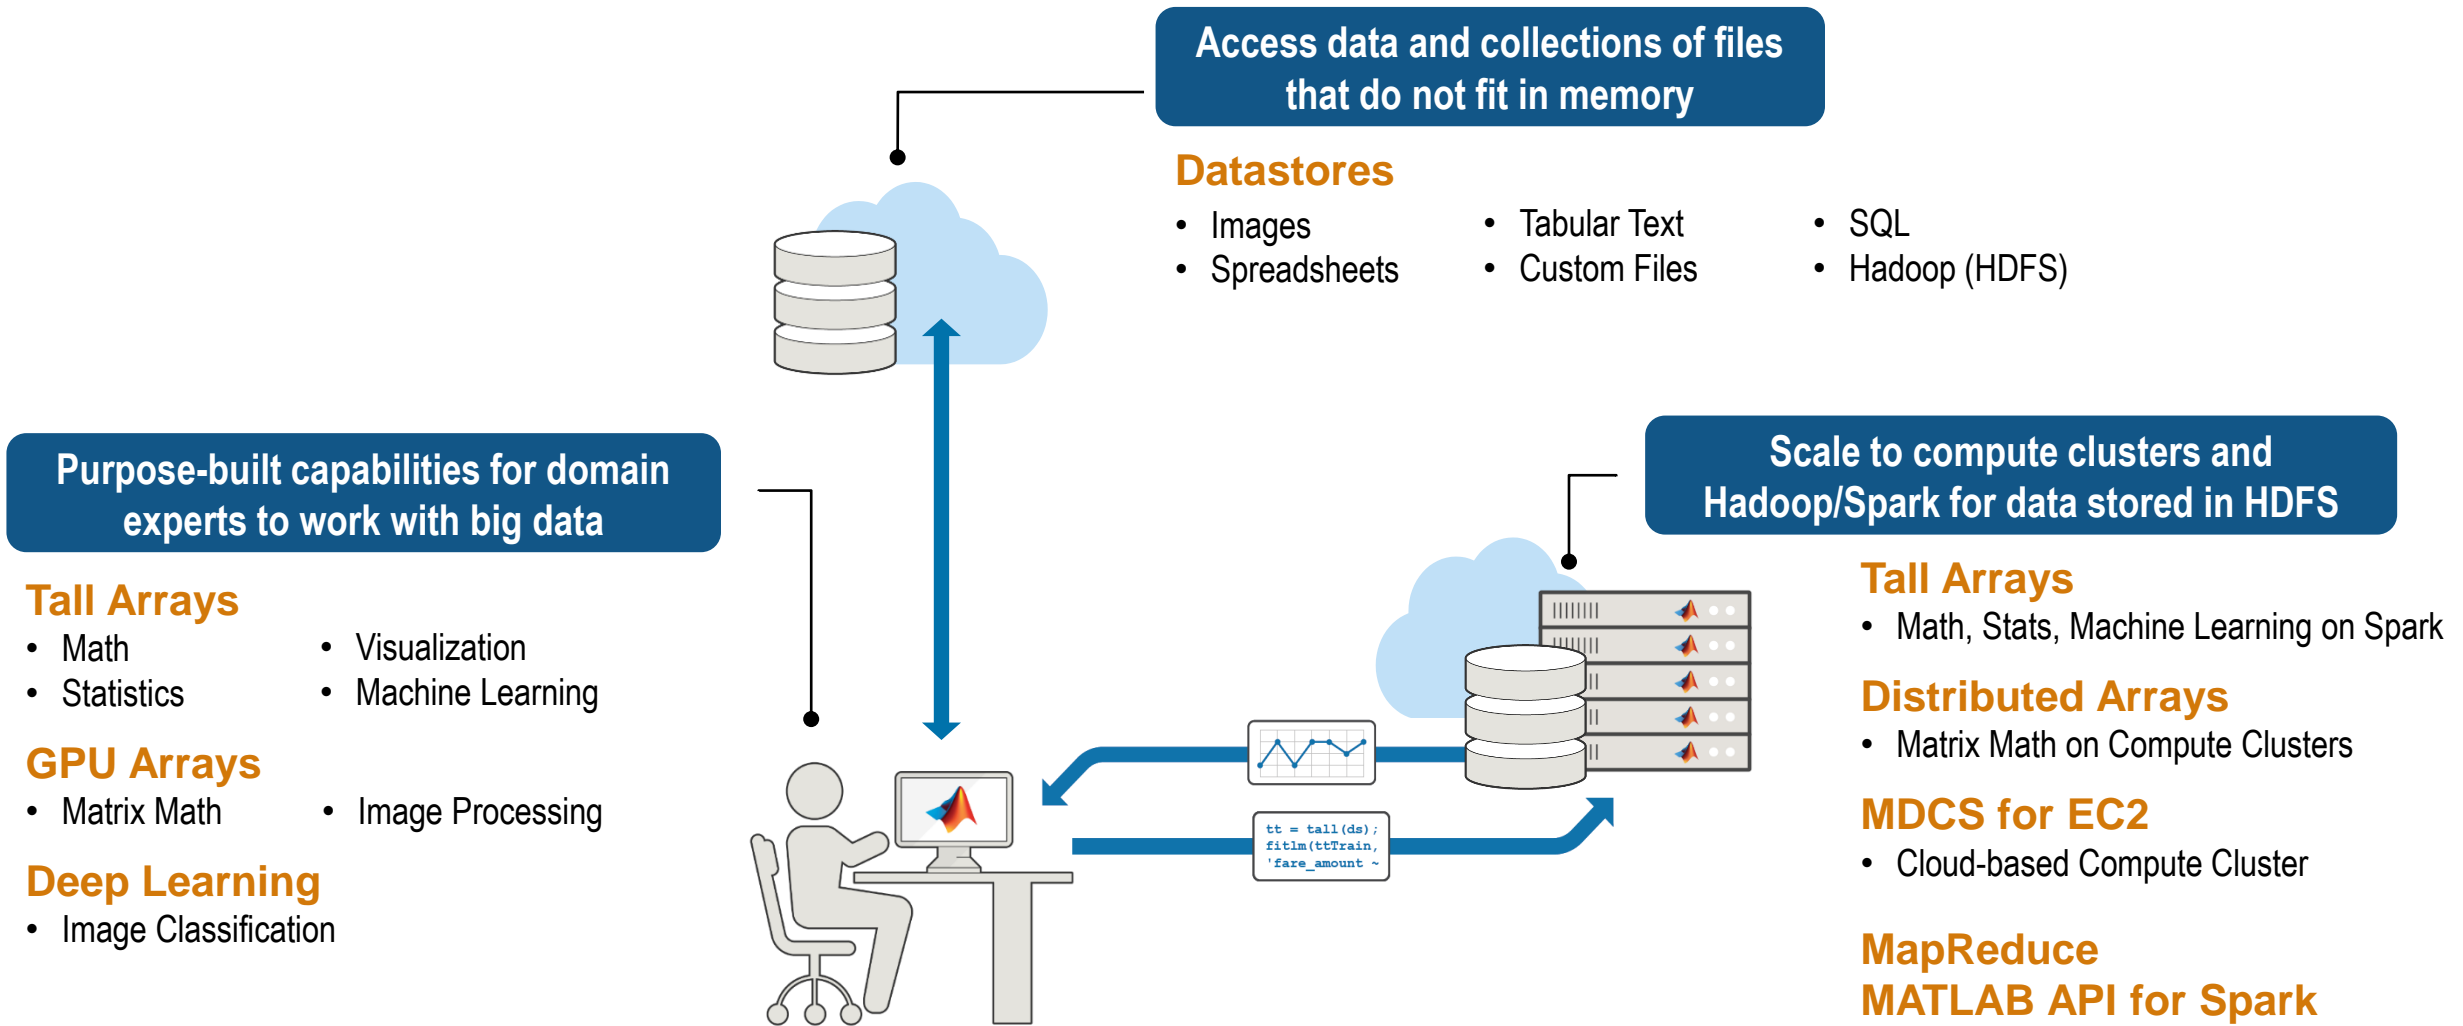 Access data and collections of files
that do not fit in memory
Datastores
• Images
• Spreadsheets
• Tabular Text
• Custom Files
• SQL
• Hadoop (HDFS)
Purpose-built capabilities for domain
experts to work with big data
Tall Arrays
• Math
• Statistics
• Visualization
• Machine Learning
GPU Arrays
• Matrix Math
• Image Processing
Deep Learning
• Image Classification
tt = tall(ds);
fitlm(ttTrain,
'fare_amount ~
Scale to compute clusters and
Hadoop/Spark for data stored in HDFS
Tall Arrays
• Math, Stats, Machine Learning on Spark
Distributed Arrays
• Matrix Math on Compute Clusters
MDCS for EC2
• Cloud-based Compute Cluster
MapReduce
MATLAB API for Spark